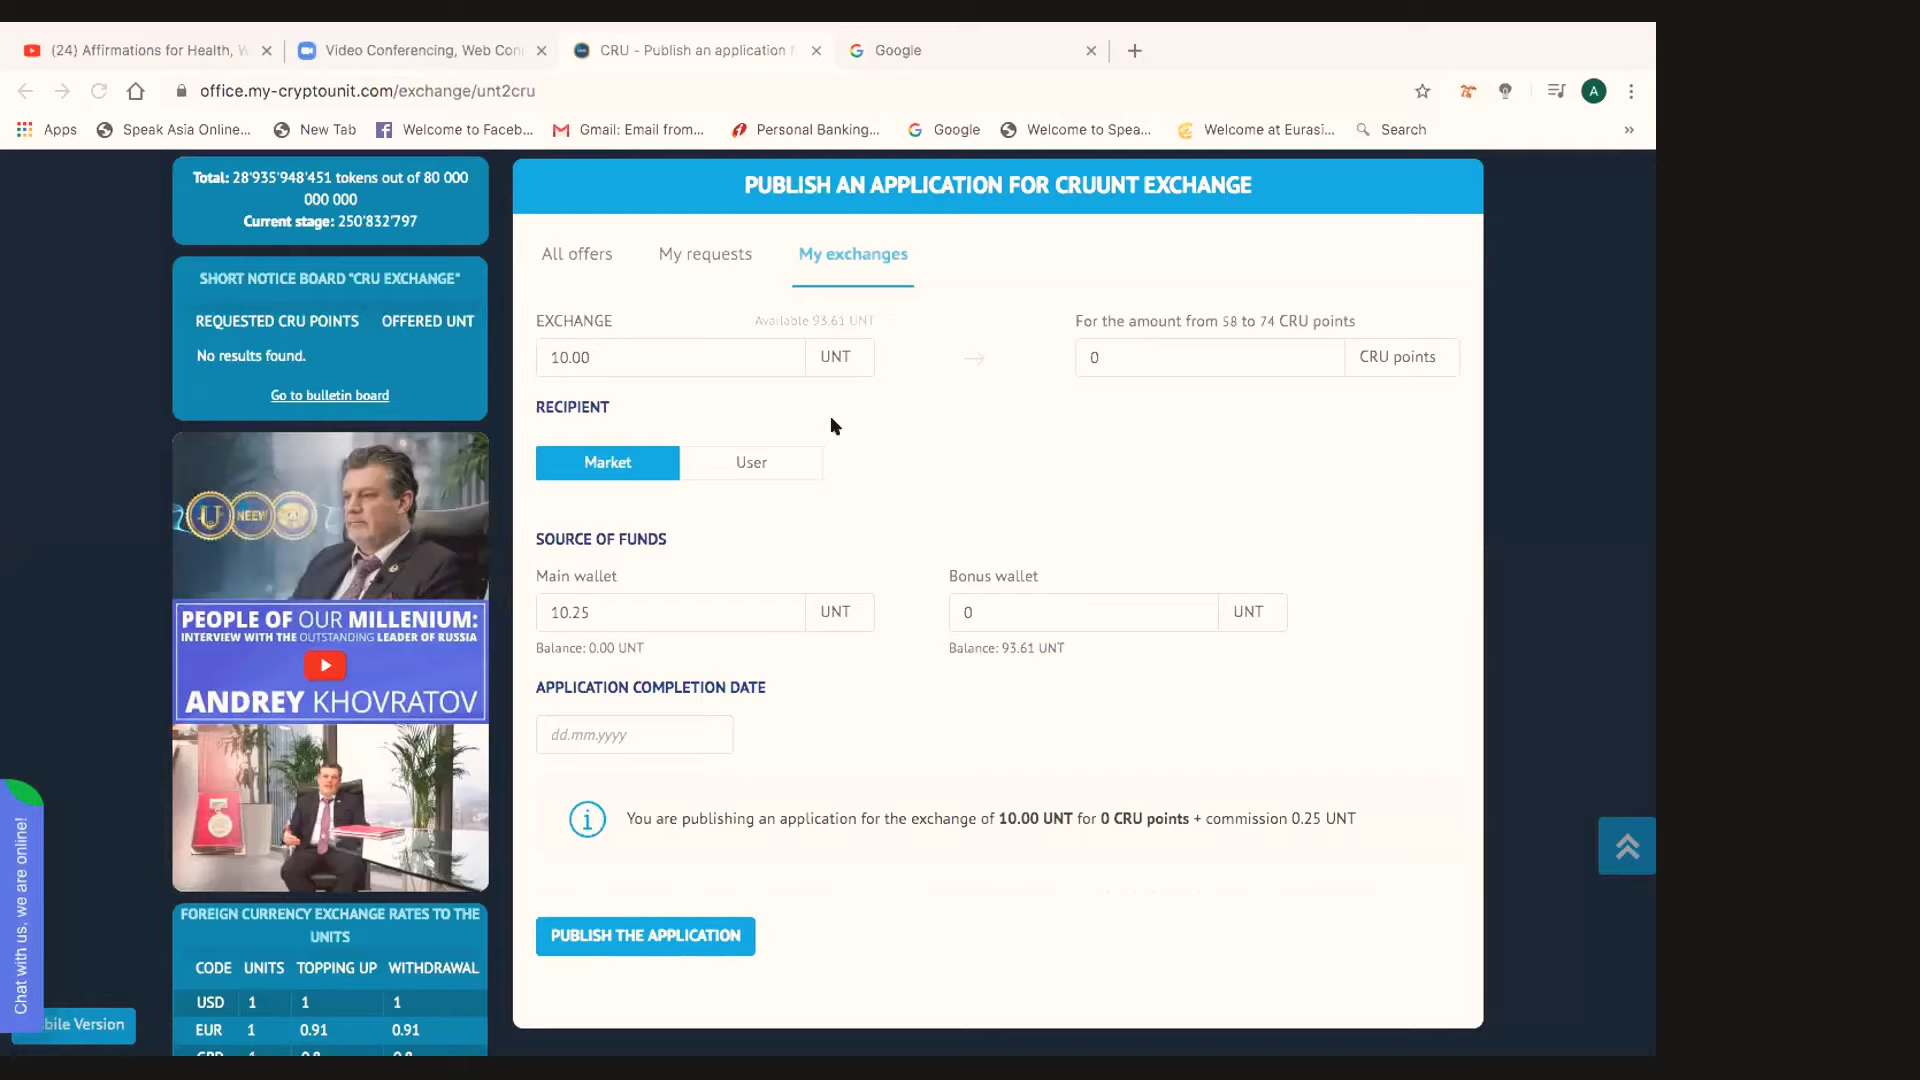 (24) Affirmations for Health, W
Video Conferencing, Web Con
CRU - Publish an application f
Google
office.my-cryptounit.com/exchange/unt2cru
A
Apps
Speak Asia Online...
New Tab
Welcome to Faceb...
Gmail: Email from...
Personal Banking...
Google
Welcome to Spea...
Welcome at Eurasi...
Search
»
Total: 28'935'948'451 tokens out of 80 000
000 000
Current stage: 250'832'797
SHORT NOTICE BOARD "CRU EXCHANGE"
REQUESTED CRU POINTS OFFERED UNT
No results found.
Go to bulletin board
NEEW
PEOPLE OF OUR MILLENIUM:
INTERVIEW WITH THE OUTSTANDING LEADER OF RUSSIA
ANDREY KHOVRATOV
FOREIGN CURRENCY EXCHANGE RATES TO THE
UNITS
CODE UNITS TOPPING UP WITHDRAWAL
USD 1 1 1
EUR 1 0.91 0.91
Chat with us, we are online!
bile Version
PUBLISH AN APPLICATION FOR CRUUNT EXCHANGE
All offers
My requests
My exchanges
EXCHANGE
Available 93.61 UNT
For the amount from 58 to 74 CRU points
10.00 UNT
0 CRU points
RECIPIENT
Market
User
SOURCE OF FUNDS
Main wallet
Bonus wallet
10.25 UNT
0 UNT
Balance: 0.00 UNT
Balance: 93.61 UNT
APPLICATION COMPLETION DATE
dd.mm.yyyy
You are publishing an application for the exchange of 10.00 UNT for 0 CRU points + commission 0.25 UNT
PUBLISH THE APPLICATION